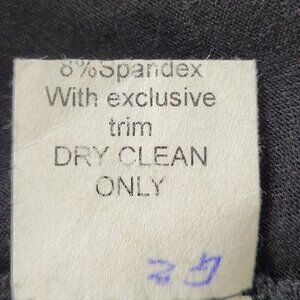 8%Spandex
With exclusive
trim
DRY CLEAN
ONLY